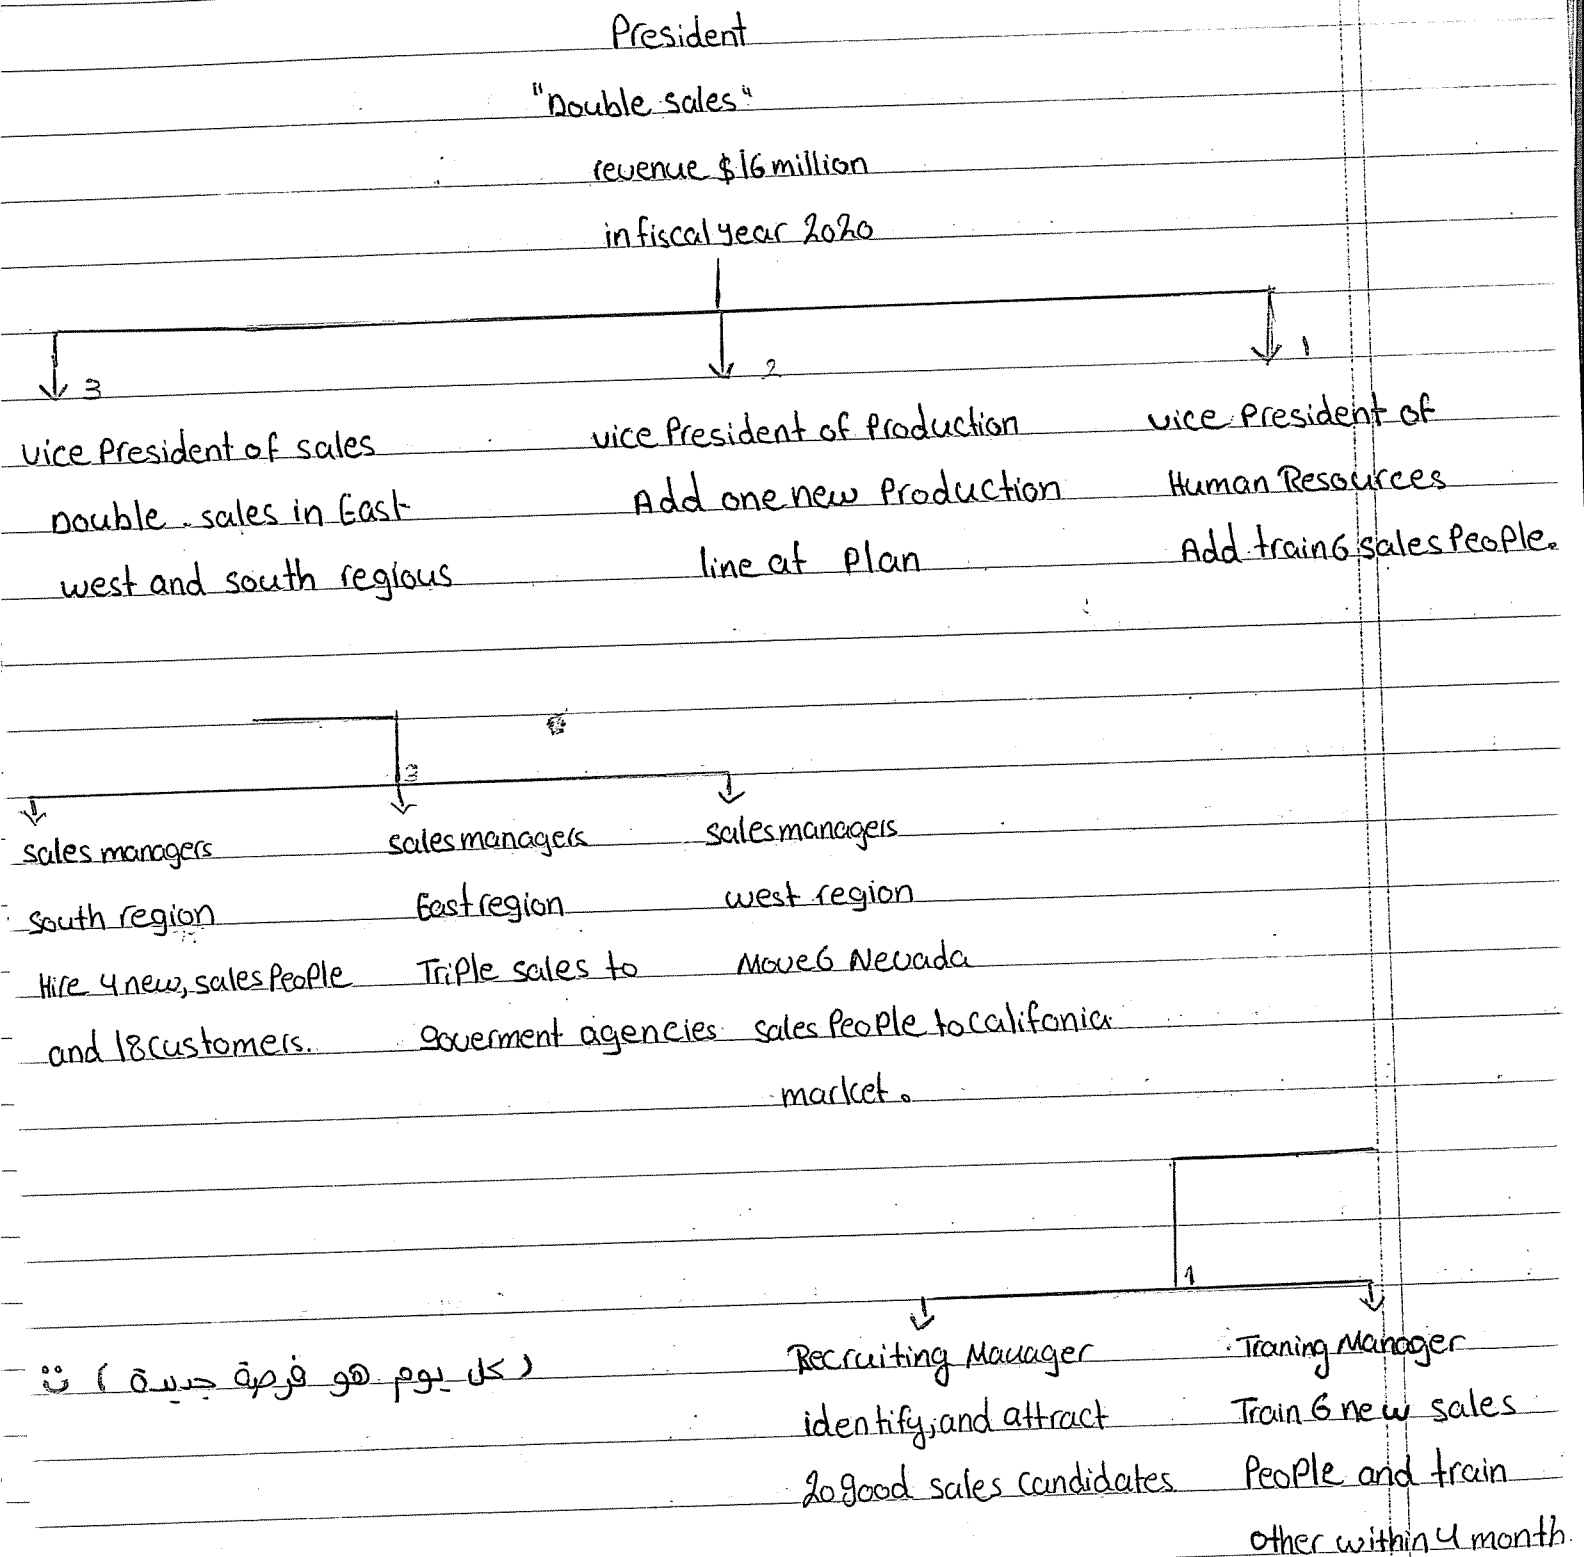 President
"Double sales"
revenue $16 million
in fiscal year 2020
3
2
1
vice President of sales
Double sales in East
west and south regious
vice President of Production
Add one new Production
line at Plan
vice President of
Human Resources
Add train 6 sales People.
3
sales managers
south region
Hire 4 new, sales People
and 18 customers.
sales managers
East region
Triple sales to
goverment agencies
sales managers
west region
Move 6 Nevada
sales People to califonia
market.
1
Recruiting Manager
identify, and attract
20 good sales candidates
Traning Manager
Train 6 new sales
People and train
other within 4 month.
(كل يوم هو فرصة جديدة)